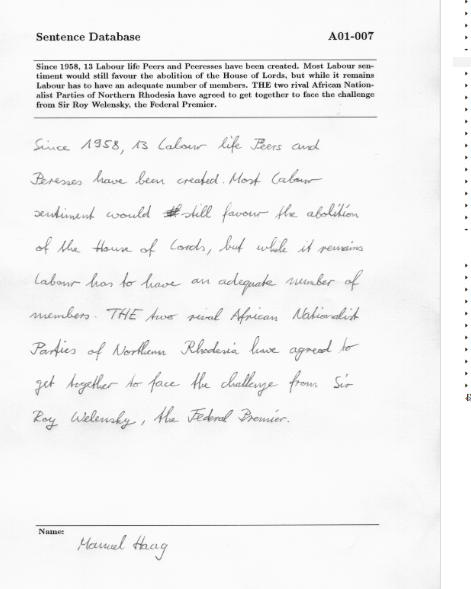 Sentence Database A01-007
Since 1958, 13 Labour life Peers and Peeresses have been created. Most Labour sen-
timent would still favour the abolition of the House of Lords, but while it remains
Labour has to have an adequate number of members. THE two rival African Nation-
alist Parties of Northern Rhodesia have agreed to get together to face the challenge
from Sir Roy Welensky, the Federal Premier.
Since 1958, 13 Labour life Peers and
Peresses have been created. Most Labour
sentiment would still favour the abolition
of the House of Lords, but while it remains
Labour has to have an adequate number of
members. THE two rival African Nationalist
Parties of Northern Rhodesia have agreed to
get together to face the challenge from Sir
Roy Welensky, the Federal Premier.
Name:
Manuel Haag